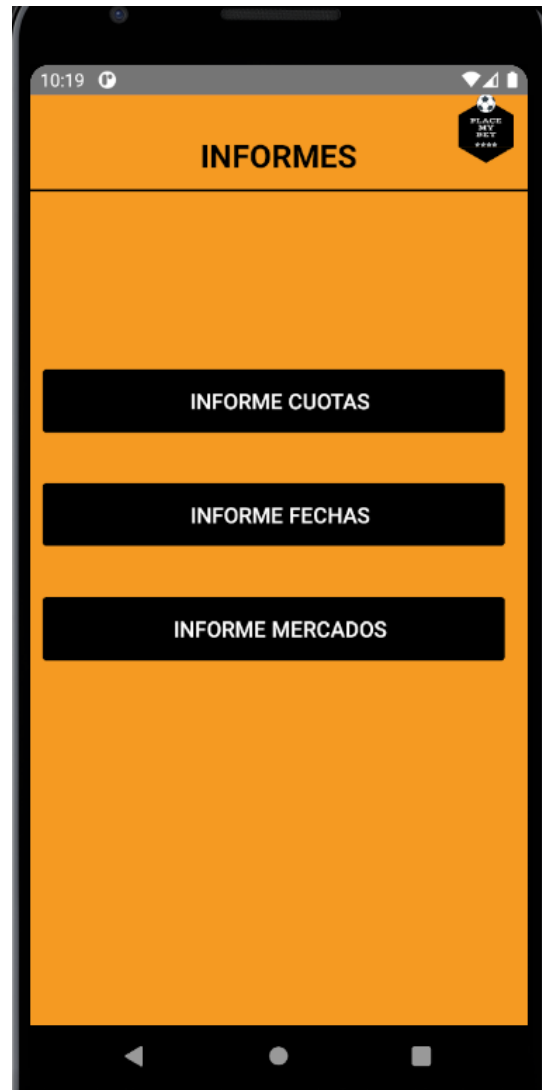 10:19
PLACE
MY
BET
INFORMES
INFORME CUOTAS
INFORME FECHAS
INFORME MERCADOS